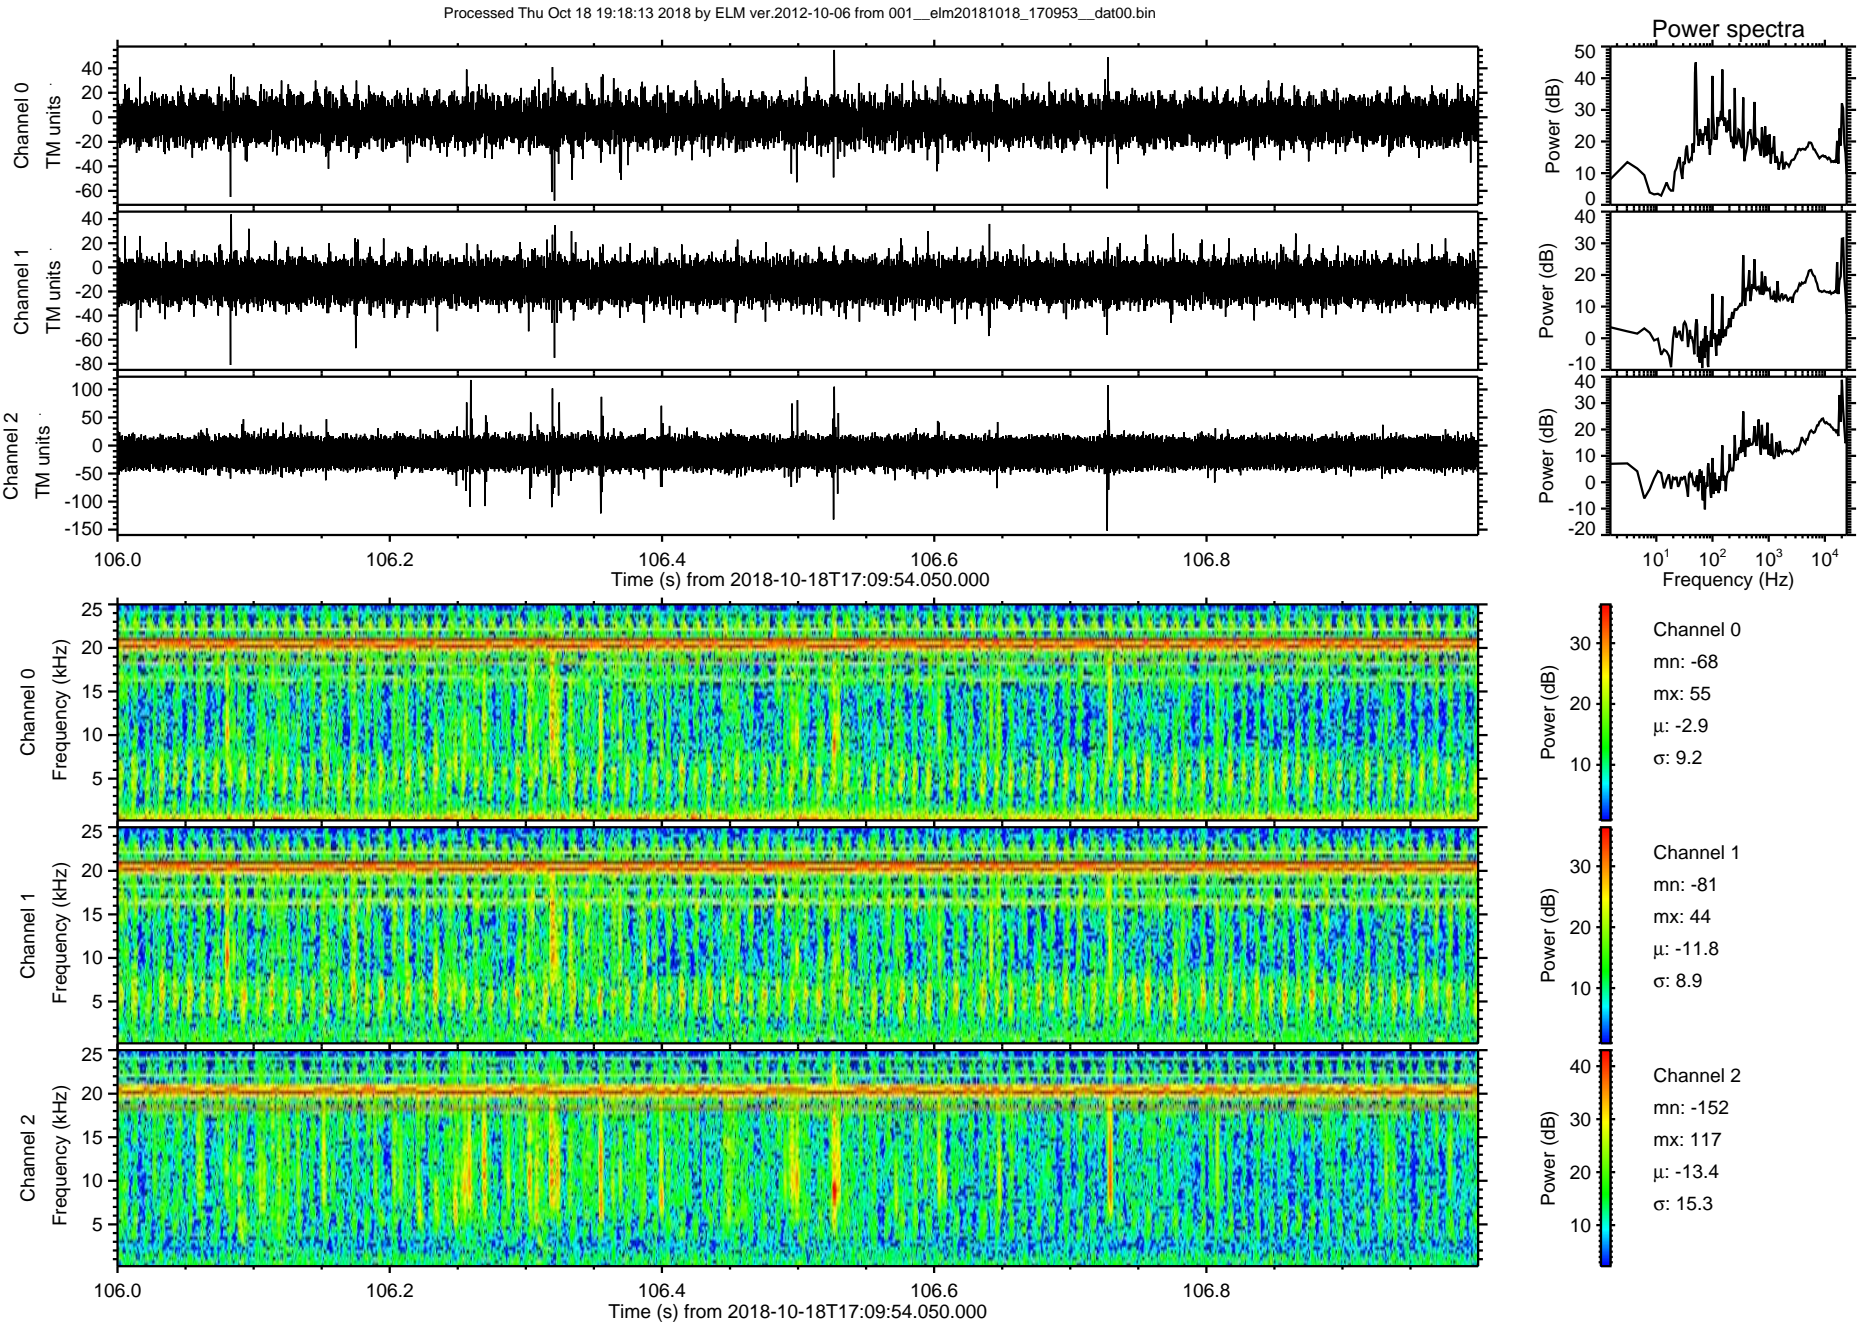 Processed Thu Oct 18 19:18:13 2018 by ELM ver.2012-10-06 from 001__elm20181018_170953__dat00.bin
Power spectra
Channel 0
TM units
40
20
0
-20
-40
-60
Power (dB)
50
40
30
20
10
0
Channel 1
TM units
40
20
0
-20
-40
-60
-80
Power (dB)
40
30
20
10
0
-10
Channel 2
TM units
100
50
0
-50
-100
-150
Power (dB)
40
30
20
10
0
-10
-20
106.0 106.2 106.4 106.6 106.8
Time (s) from 2018-10-18T17:09:54.050.000
10¹ 10² 10³ 10⁴
Frequency (Hz)
Channel 0
Frequency (kHz)
25
20
15
10
5
Power (dB)
30
20
10
Channel 0
mn: -68
mx: 55
μ: -2.9
σ: 9.2
Channel 1
Frequency (kHz)
25
20
15
10
5
Power (dB)
30
20
10
Channel 1
mn: -81
mx: 44
μ: -11.8
σ: 8.9
Channel 2
Frequency (kHz)
25
20
15
10
5
Power (dB)
40
30
20
10
Channel 2
mn: -152
mx: 117
μ: -13.4
σ: 15.3
106.0 106.2 106.4 106.6 106.8
Time (s) from 2018-10-18T17:09:54.050.000